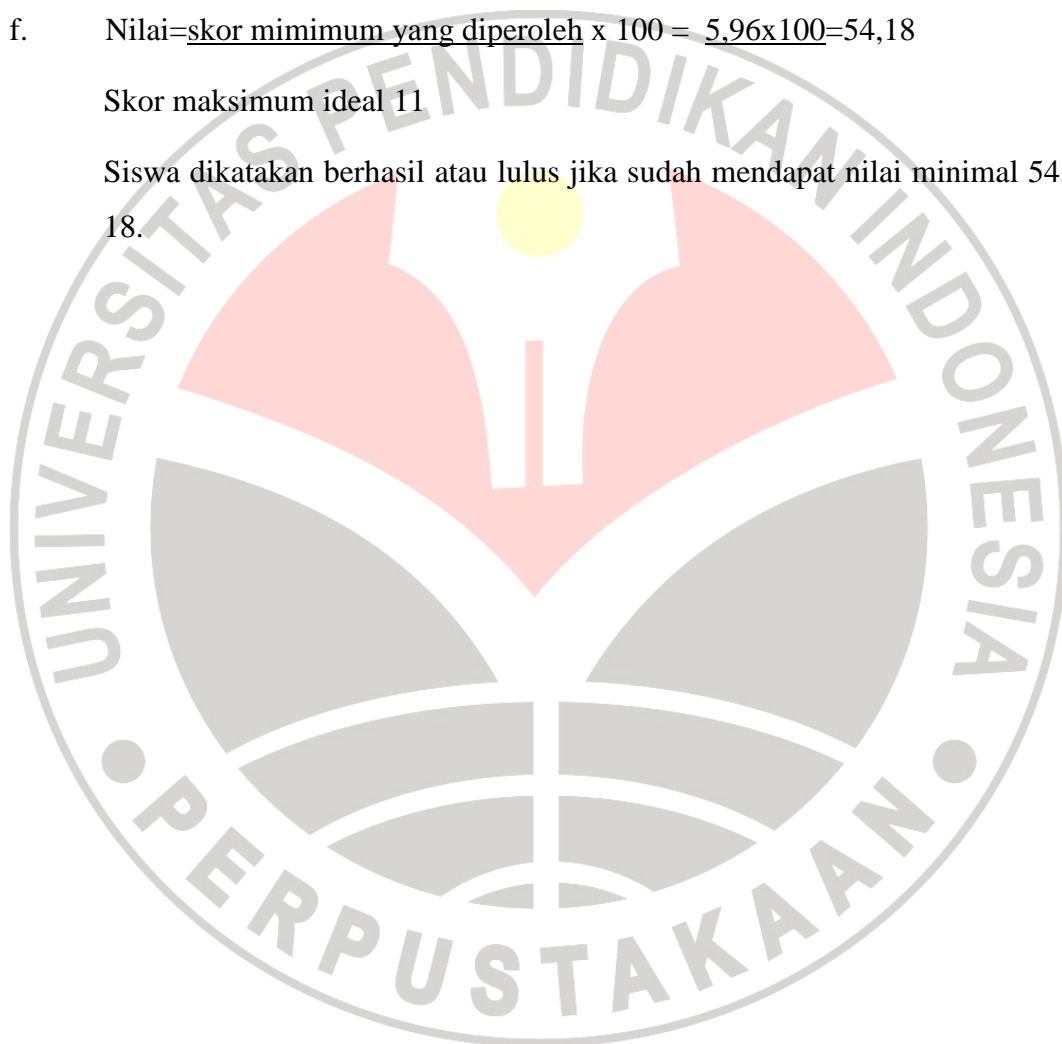 f. Nilai=skor mimimum yang diperoleh x 100 = 5,96x100=54,18
Skor maksimum ideal 11
Siswa dikatakan berhasil atau lulus jika sudah mendapat nilai minimal 54,
18.
UNIVERSITAS PENDIDIKAN INDONESIA
PERPUSTAKAAN